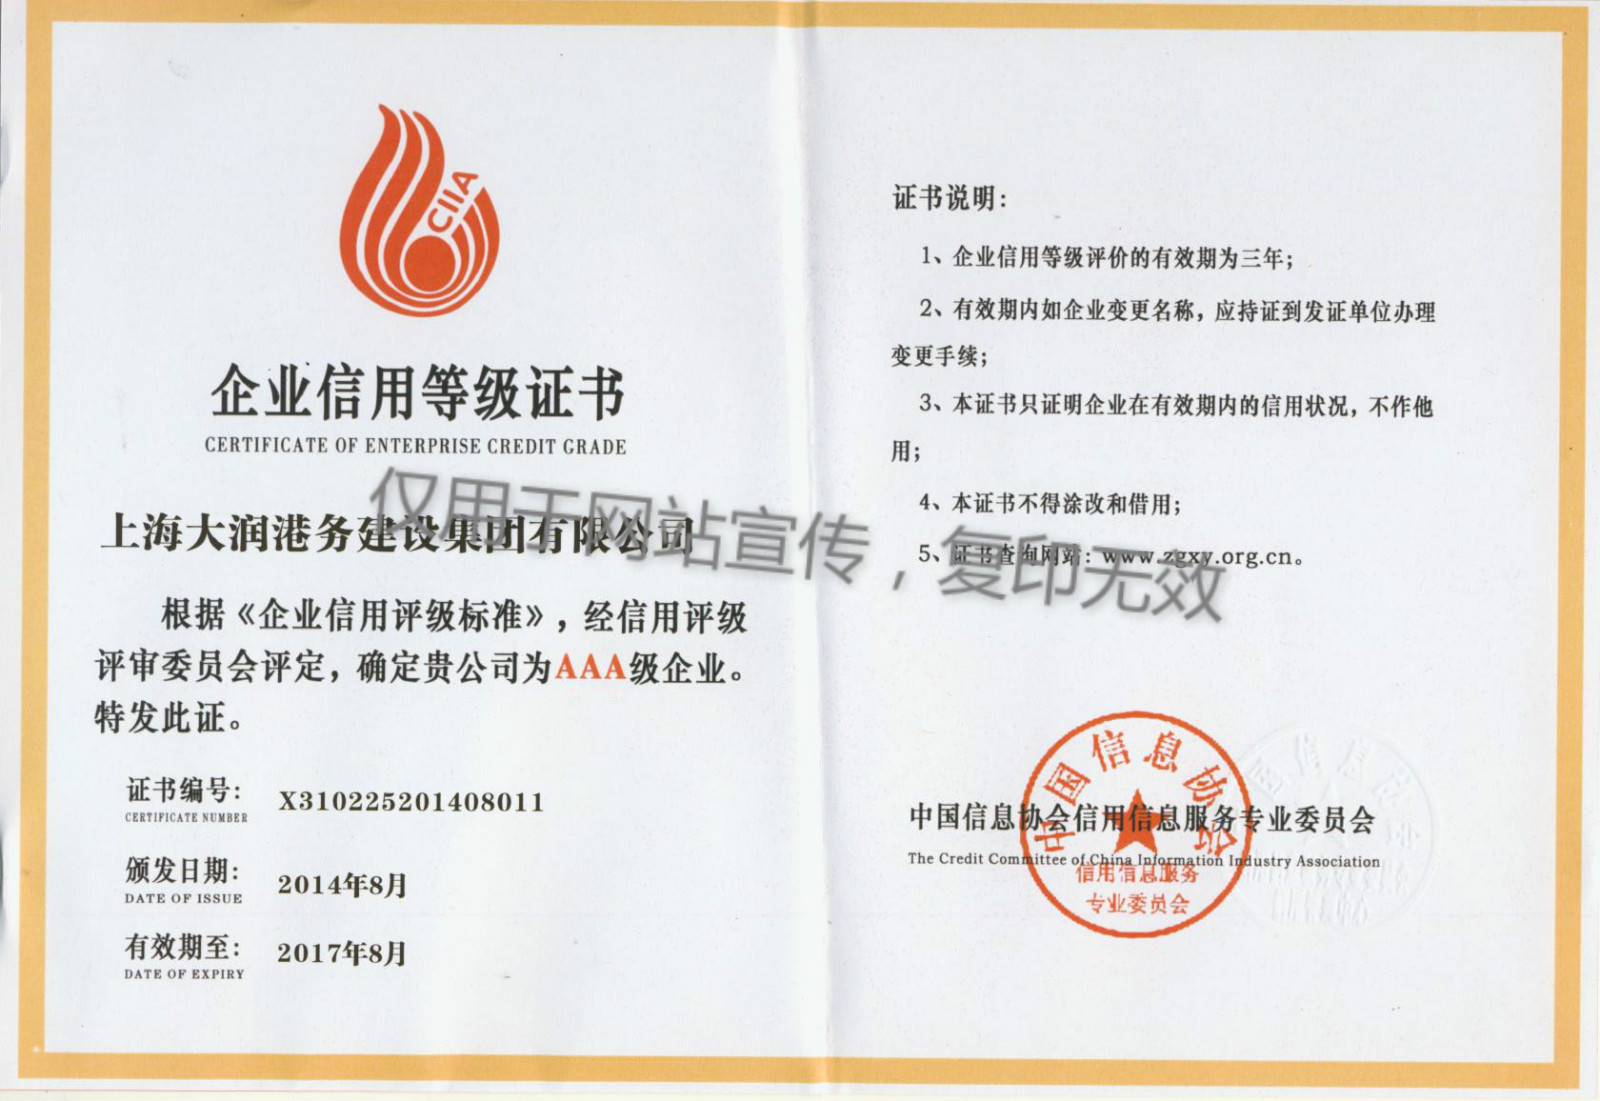 CIIA
企业信用等级证书
CERTIFICATE OF ENTERPRISE CREDIT GRADE
上海大润港务建设集团有限公司
根据《企业信用评级标准》，经信用评级
评审委员会评定，确定贵公司为AAA级企业。
特发此证。
证书编号：
X310225201408011
CERTIFICATE NUMBER
颁发日期：
2014年8月
DATE OF ISSUE
有效期至：
2017年8月
DATE OF EXPIRY
仅用于网站宣传，复印无效
证书说明：
1、企业信用等级评价的有效期为三年；
2、有效期内如企业变更名称，应持证到发证单位办理
变更手续；
3、本证书只证明企业在有效期内的信用状况，不作他
用；
4、本证书不得涂改和借用；
5、证书查询网站：www.zgxy.org.cn。
中国信息协会
中国信息协会信用信息服务专业委员会
The Credit Committee of China Information Industry Association
信用信息服务
专业委员会